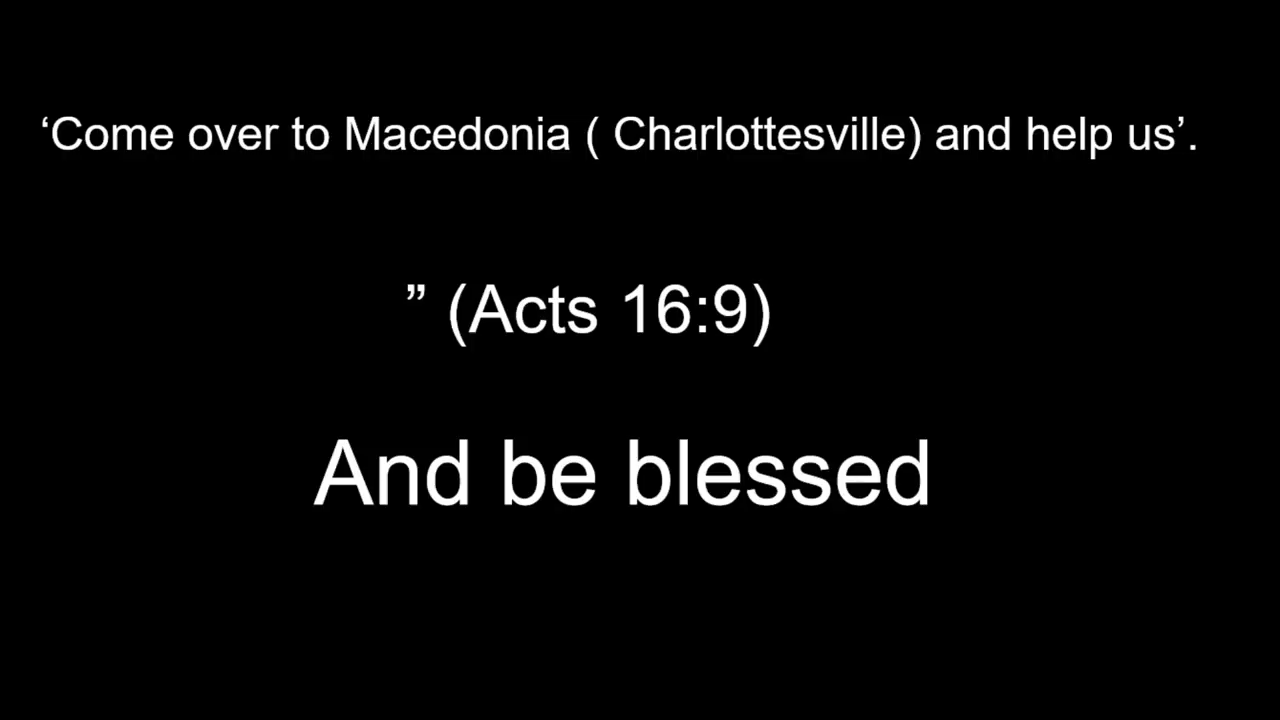 ‘Come over to Macedonia ( Charlottesville) and help us’.
” (Acts 16:9)
And be blessed